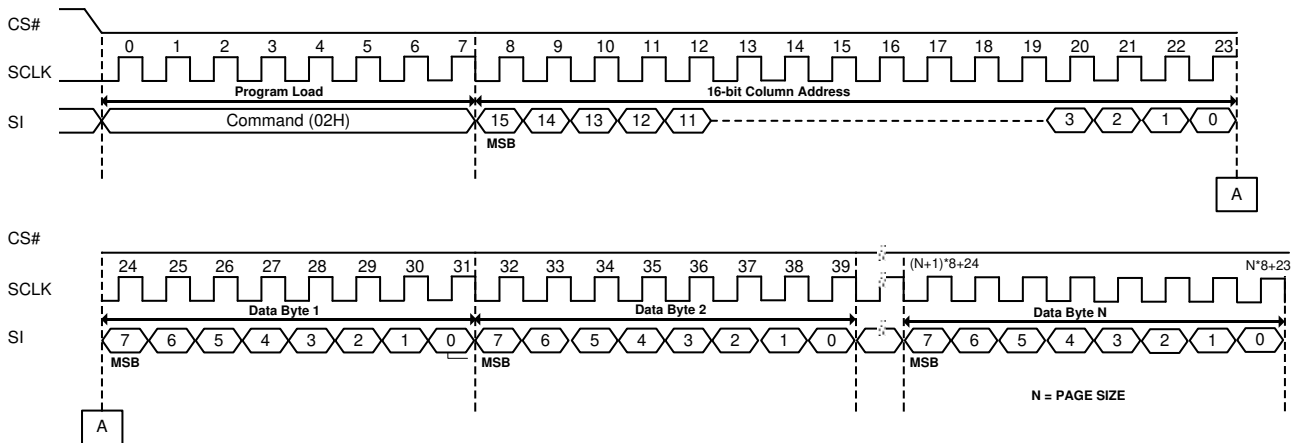 CS#
0 1 2 3 4 5 6 7 8 9 10 11 12 13 14 15 16 17 18 19 20 21 22 23
SCLK
Program Load 16-bit Column Address
SI Command (02H) 15 14 13 12 11 3 2 1 0
MSB
A
CS#
24 25 26 27 28 29 30 31 32 33 34 35 36 37 38 39 (N+1)*8+24 N*8+23
SCLK
Data Byte 1 Data Byte 2 Data Byte N
SI 7 6 5 4 3 2 1 0 7 6 5 4 3 2 1 0 7 6 5 4 3 2 1 0
MSB MSB MSB
N = PAGE SIZE
A